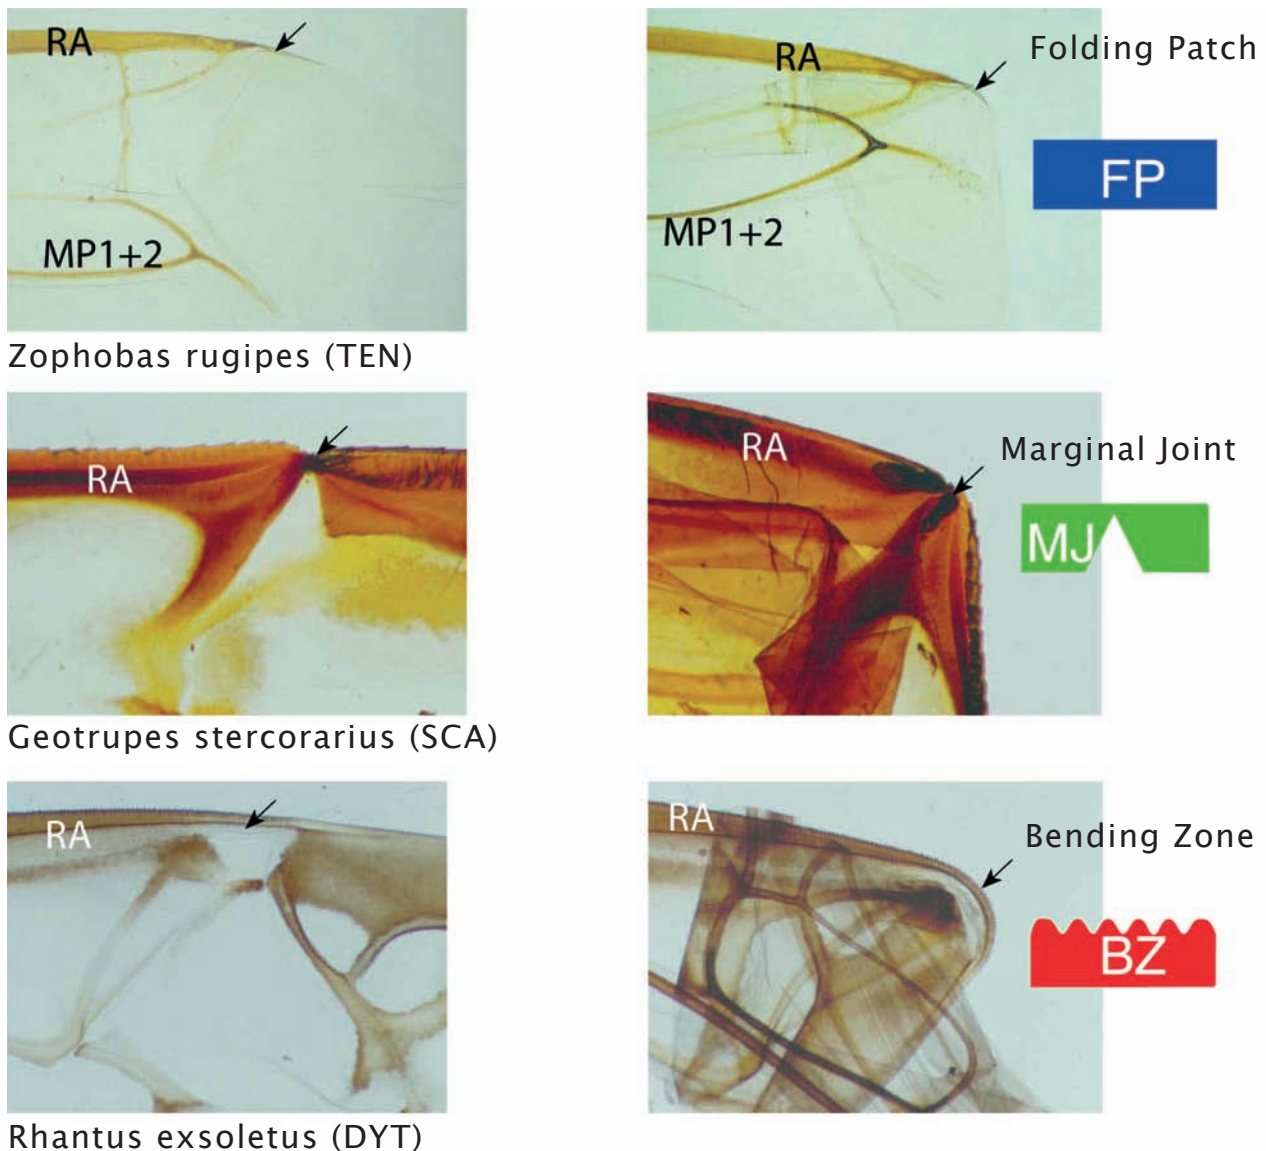 RA
RA
Folding Patch
FP
MP1+2
MP1+2
Zophobas rugipes (TEN)
RA
RA
Marginal Joint
MJ
Geotrupes stercorarius (SCA)
RA
RA
Bending Zone
BZ
Rhantus exsoletus (DYT)